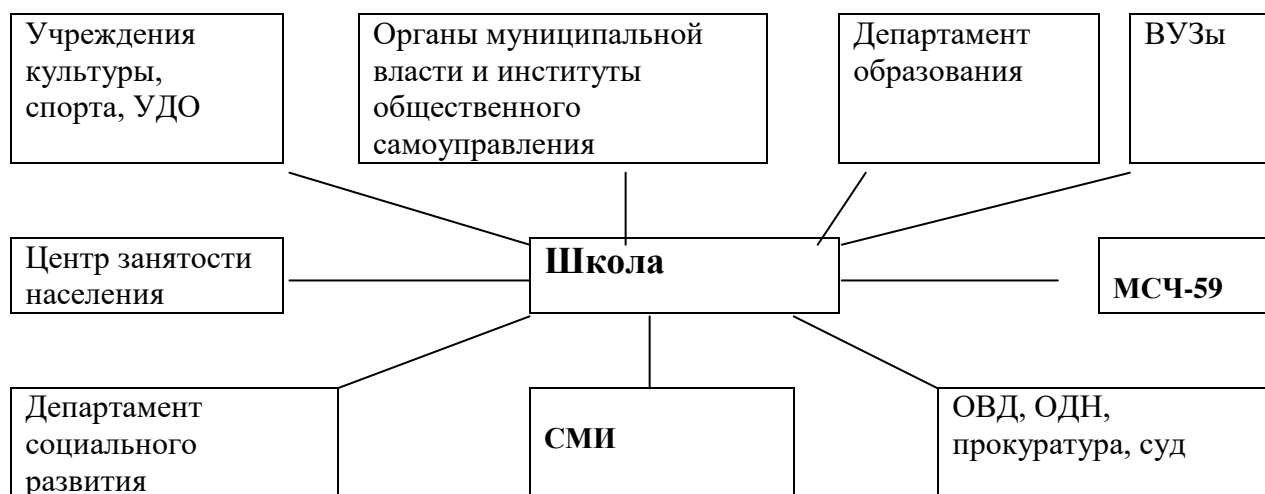 Учреждения
культуры,
спорта, УДО
Органы муниципальной
власти и институты
общественного
самоуправления
Департамент
образования
ВУЗы
Центр занятости
населения
Школа
МСЧ-59
Департамент
социального
развития
СМИ
ОВД, ОДН,
прокуратура, суд